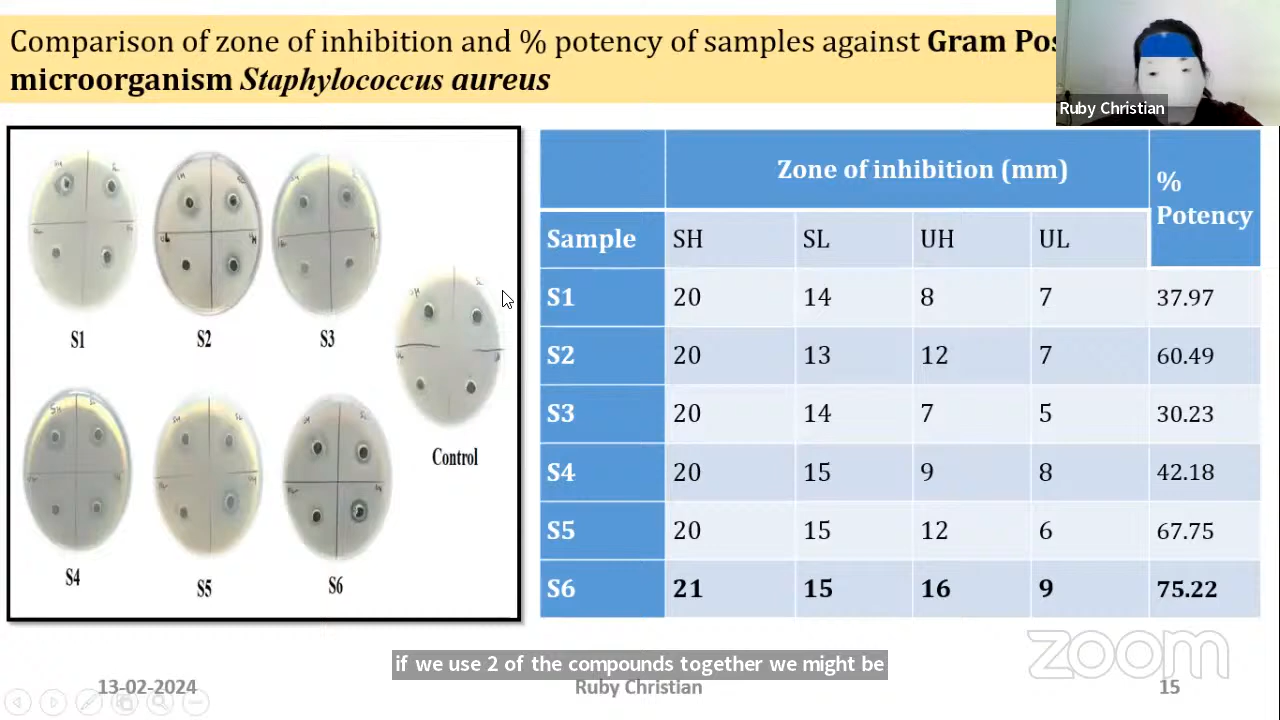 Comparison of zone of inhibition and % potency of samples against Gram Pos
microorganism Staphylococcus aureus
Ruby Christian
S1
S2
S3
Control
S4
S5
S6
Zone of inhibition (mm)
% Potency
Sample SH SL UH UL
S1 20 14 8 7 37.97
S2 20 13 12 7 60.49
S3 20 14 7 5 30.23
S4 20 15 9 8 42.18
S5 20 15 12 6 67.75
S6 21 15 16 9 75.22
if we use 2 of the compounds together we might be
zoom
13-02-2024 Ruby Christian 15